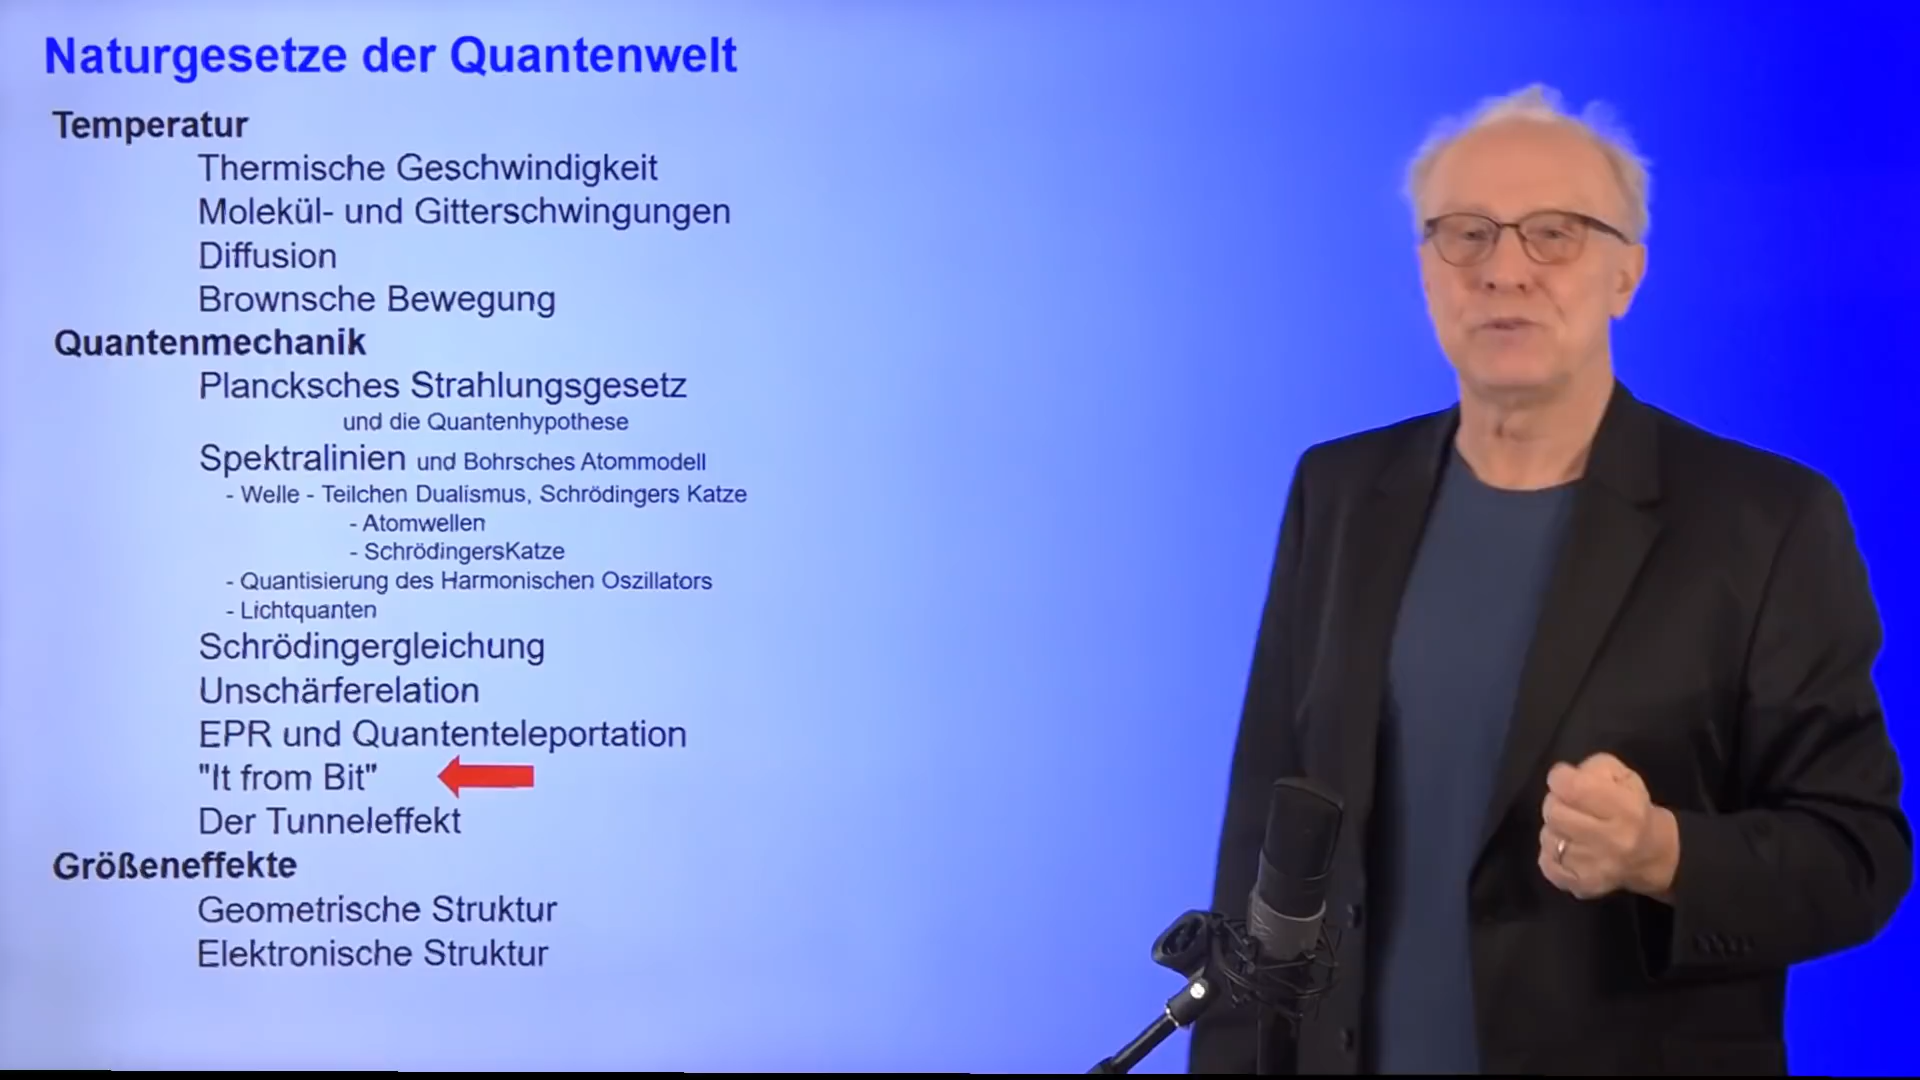 Naturgesetze der Quantenwelt
Temperatur
Thermische Geschwindigkeit
Molekül- und Gitterschwingungen
Diffusion
Brownsche Bewegung
Quantenmechanik
Plancksches Strahlungsgesetz
und die Quantenhypothese
Spektralinien und Bohrsches Atommodell
- Welle - Teilchen Dualismus, Schrödingers Katze
- Atomwellen
- SchrödingersKatze
- Quantisierung des Harmonischen Oszillators
- Lichtquanten
Schrödingergleichung
Unschärferelation
EPR und Quantenteleportation
"It from Bit"
Der Tunneleffekt
Größeneffekte
Geometrische Struktur
Elektronische Struktur